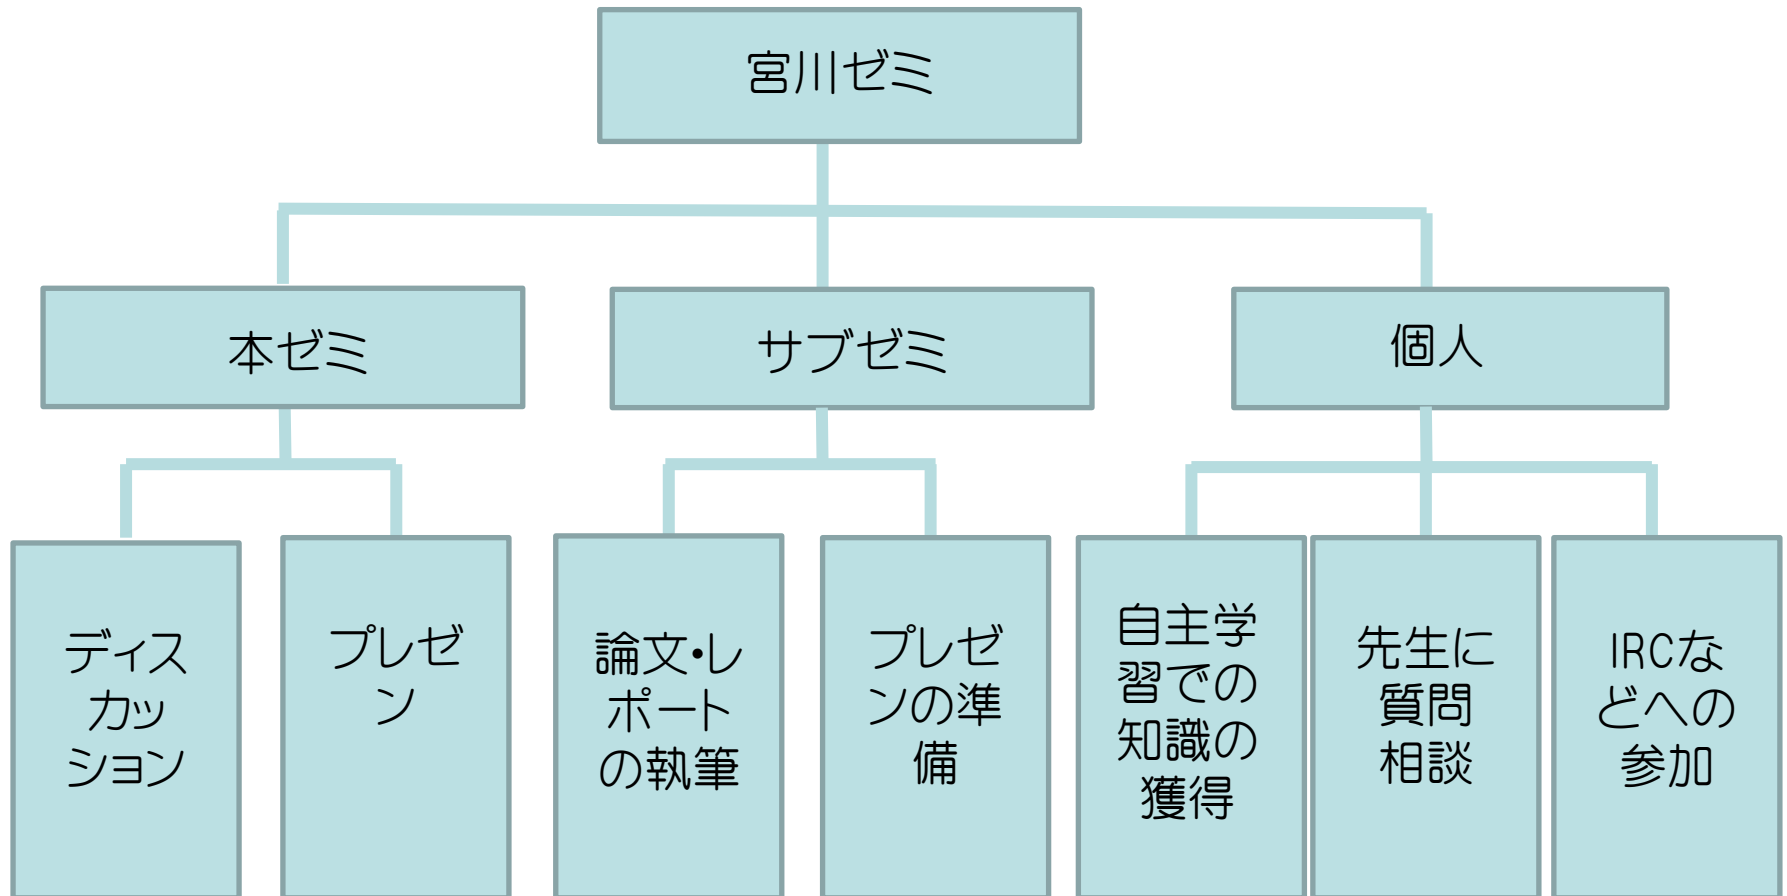 宮川ゼミ
本ゼミ
サブゼミ
個人
ディス
カッ
ション
プレゼ
ン
論文・レ
ポート
の執筆
プレゼ
ンの準
備
自主学
習での
知識の
獲得
先生に
質問
相談
IRCな
どへの
参加